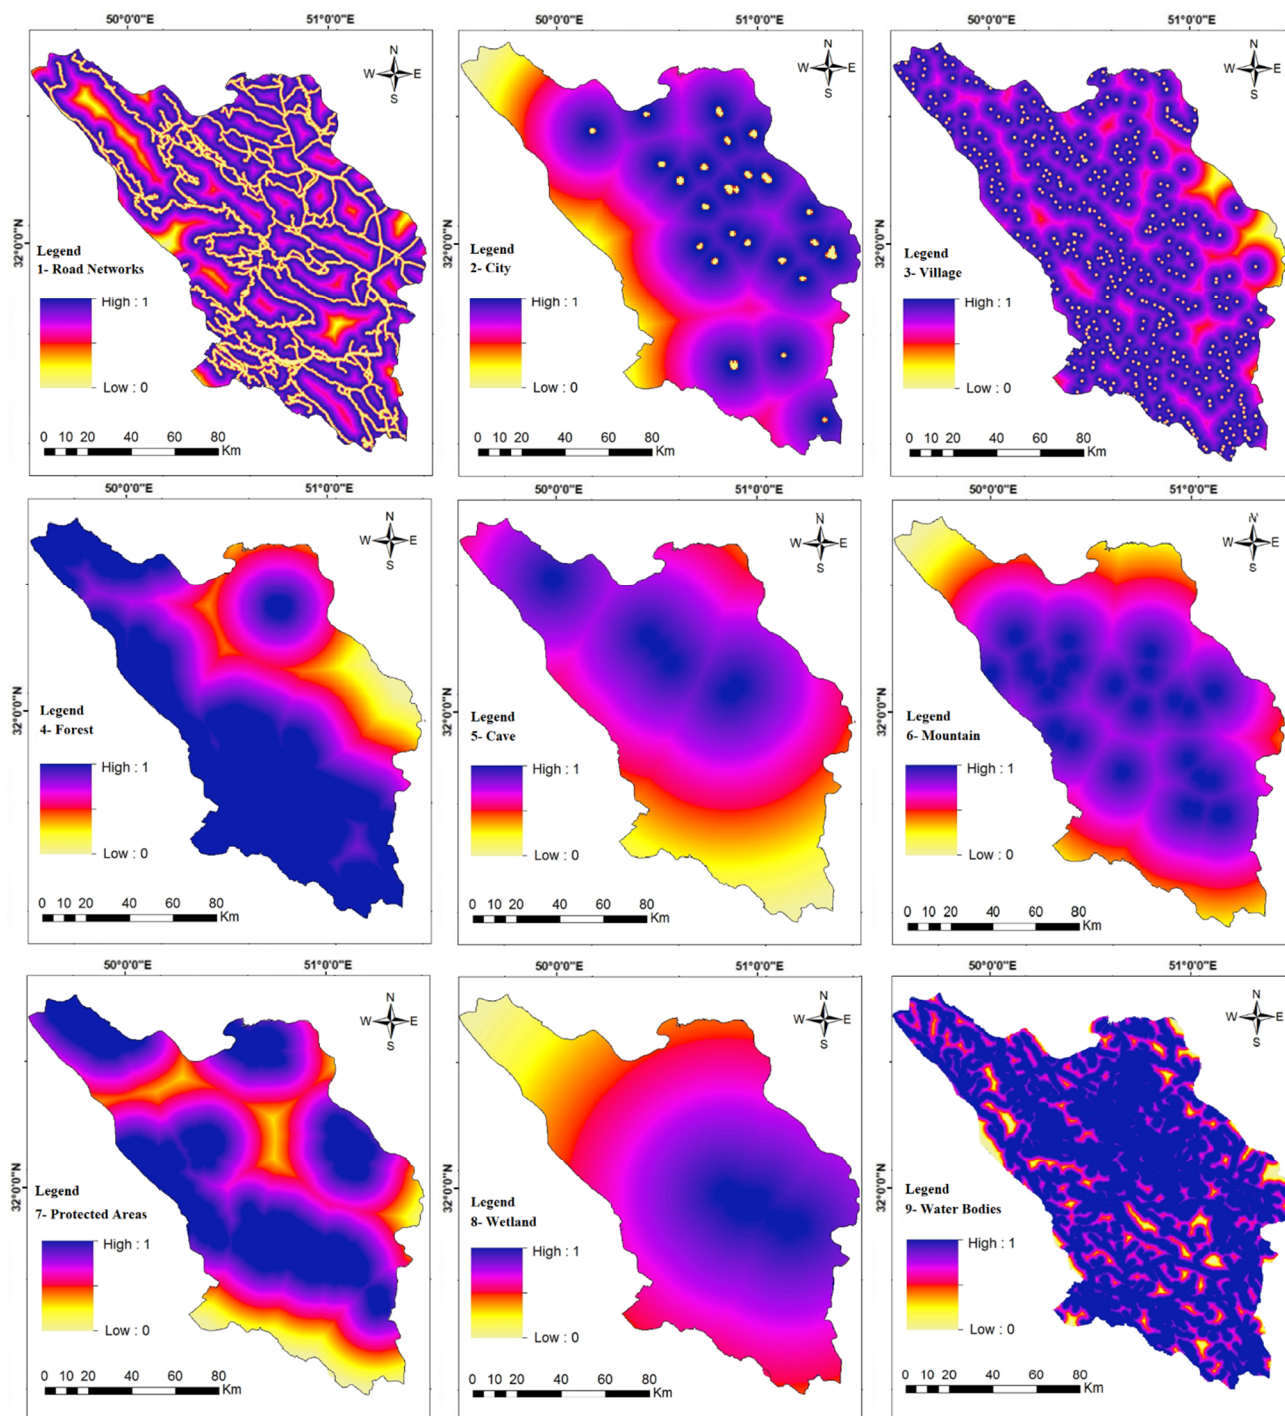 50°0'0"E 51°0'0"E
N
W E
S
32°0'0"N
Legend
1- Road Networks
High : 1
Low : 0
0 10 20 40 60 80
Km
50°0'0"E 51°0'0"E
N
W E
S
32°0'0"N
Legend
2- City
High : 1
Low : 0
0 10 20 40 60 80
Km
50°0'0"E 51°0'0"E
N
W E
S
32°0'0"N
Legend
3- Village
High : 1
Low : 0
0 10 20 40 60 80
Km
50°0'0"E 51°0'0"E
N
W E
S
32°0'0"N
Legend
4- Forest
High : 1
Low : 0
0 10 20 40 60 80
Km
50°0'0"E 51°0'0"E
N
W E
S
32°0'0"N
Legend
5- Cave
High : 1
Low : 0
0 10 20 40 60 80
Km
50°0'0"E 51°0'0"E
N
W E
S
32°0'0"N
Legend
6- Mountain
High : 1
Low : 0
0 10 20 40 60 80
Km
50°0'0"E 51°0'0"E
N
W E
S
32°0'0"N
Legend
7- Protected Areas
High : 1
Low : 0
0 10 20 40 60 80
Km
50°0'0"E 51°0'0"E
N
W E
S
32°0'0"N
Legend
8- Wetland
High : 1
Low : 0
0 10 20 40 60 80
Km
50°0'0"E 51°0'0"E
N
W E
S
32°0'0"N
Legend
9- Water Bodies
High : 1
Low : 0
0 10 20 40 60 80
Km